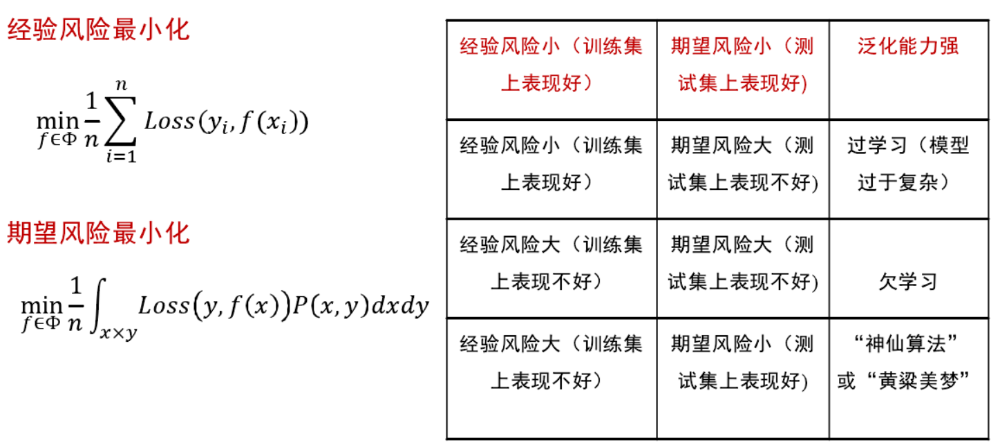 经验风险最小化
\min_{f∈Φ} \frac{1}{n} \sum_{i=1}^{n} Loss(y_i, f(x_i))
期望风险最小化
\min_{f∈Φ} \frac{1}{n} \int_{x×y} Loss(y, f(x))P(x, y)dxdy
经验风险小（训练集
上表现好）
期望风险小（测
试集上表现好)
泛化能力强
经验风险小（训练集
上表现好）
期望风险大（测
试集上表现不好)
过学习（模型
过于复杂）
经验风险大（训练集
上表现不好）
期望风险大（测
试集上表现不好)
欠学习
经验风险大（训练集
上表现不好）
期望风险小（测
试集上表现好)
“神仙算法”
或“黄粱美梦”